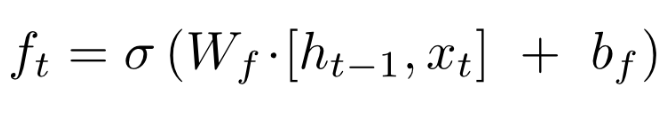 f_t = σ (W_f · [h_{t−1}, x_t] + b_f)